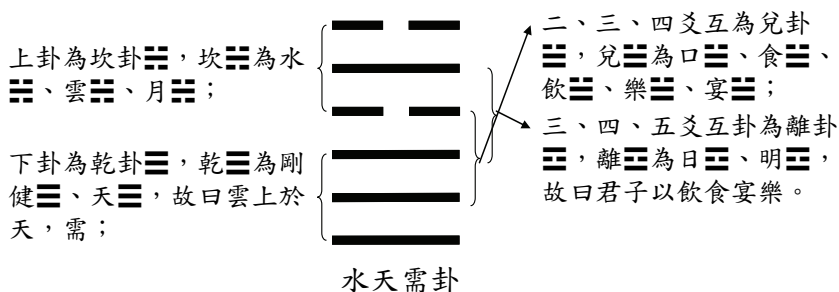 上卦為坎卦☵，坎☵為水
☵、雲☵、月☵；
下卦為乾卦☰，乾☰為剛
健☰、天☰，故曰雲上於
天，需；
二、三、四爻互為兌卦
☱，兌☱為口☱、食☱、
飲☱、樂☱、宴☱；
三、四、五爻互卦為離卦
☲，離☲為日☲、明☲，
故曰君子以飲食宴樂。
水天需卦